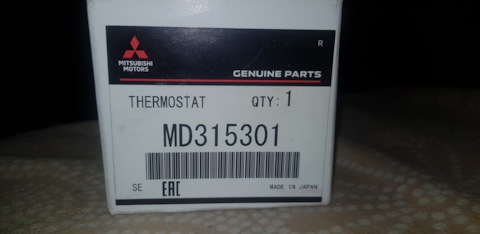 R
MITSUBISHI
MOTORS
GENUINE PARTS
THERMOSTAT QTY: 1
MD315301
SE EAC MADE IN JAPAN